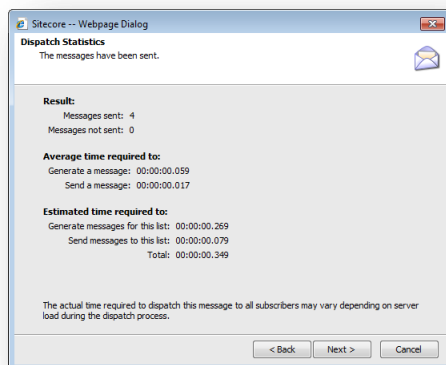 Sitecore -- Webpage Dialog
Dispatch Statistics
The messages have been sent.
Result:
Messages sent: 4
Messages not sent: 0
Average time required to:
Generate a message: 00:00:00.059
Send a message: 00:00:00.017
Estimated time required to:
Generate messages for this list: 00:00:00.269
Send messages to this list: 00:00:00.079
Total: 00:00:00.349
The actual time required to dispatch this message to all subscribers may vary depending on server
load during the dispatch process.
< Back Next > Cancel